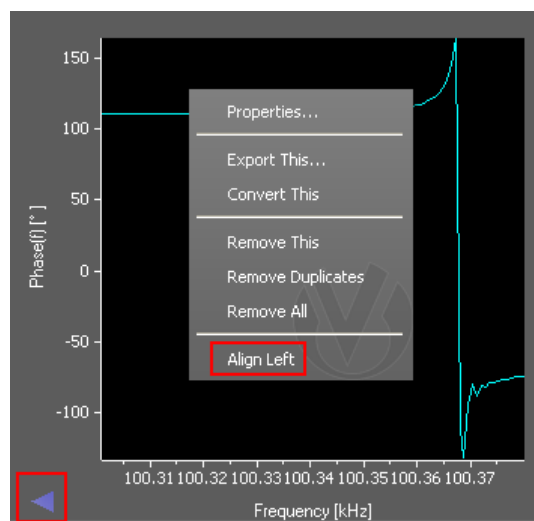 150
100
50
0
-50
-100
Phase(f) [°]
Properties...
Export This...
Convert This
Remove This
Remove Duplicates
Remove All
Align Left
100.31 100.32 100.33 100.34 100.35 100.36 100.37
Frequency [kHz]